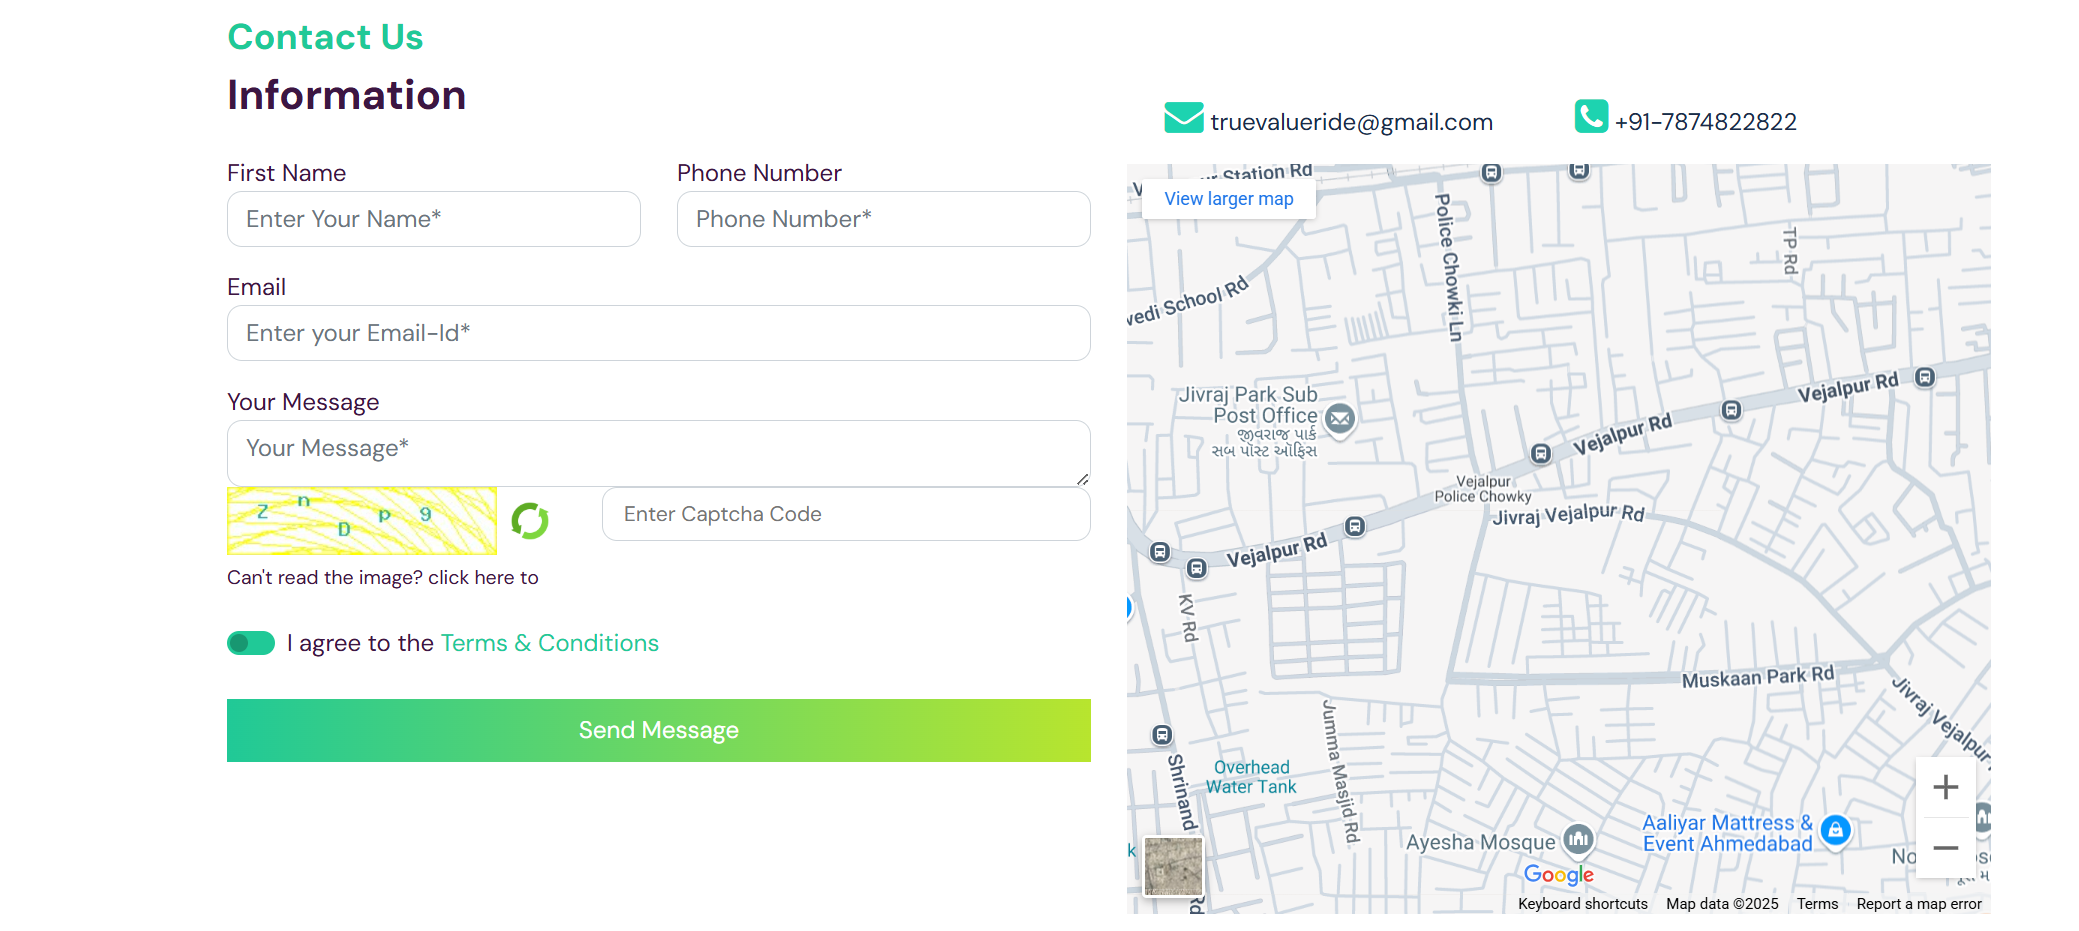 Contact Us
Information
truevalueride@gmail.com
+91-7874822822
First Name
Phone Number
Enter Your Name*
Phone Number*
Email
Enter your Email-Id*
Your Message
Your Message*
Z n D p 9
Enter Captcha Code
Can't read the image? click here to
I agree to the Terms & Conditions
Send Message
Station Rd
View larger map
Police Chowki Ln
TP Rd
vedi School Rd
Jivraj Park Sub
Post Office
જીવરાજ પાર્ક
સબ પૉસ્ટ ઑફિસ
Vejalpur Rd
Vejalpur Rd
Vejalpur
Police Chowky
Jivraj Vejalpur Rd
Vejalpur Rd
KV Rd
Muskaan Park Rd
Jivraj Vejalpur
Jumma Masjid Rd
Shrinand
Rd
Overhead
Water Tank
Ayesha Mosque
Aaliyar Mattress &
Event Ahmedabad
No
Google
Keyboard shortcuts
Map data ©2025
Terms
Report a map error